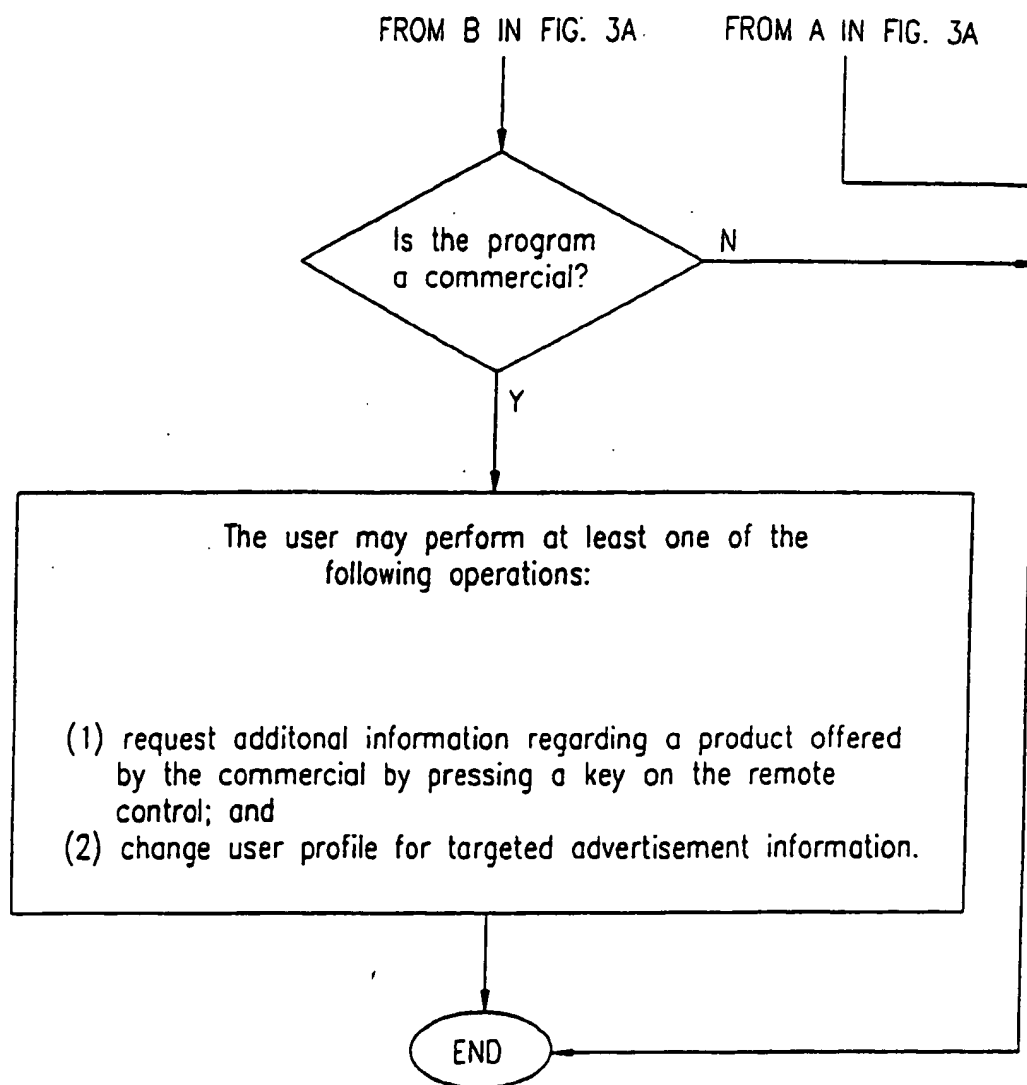 FROM B IN FIG. 3A
FROM A IN FIG. 3A
Is the program
a commercial?
N
Y
The user may perform at least one of the
following operations:
(1) request additonal information regarding a product offered
by the commercial by pressing a key on the remote
control; and
(2) change user profile for targeted advertisement information.
END